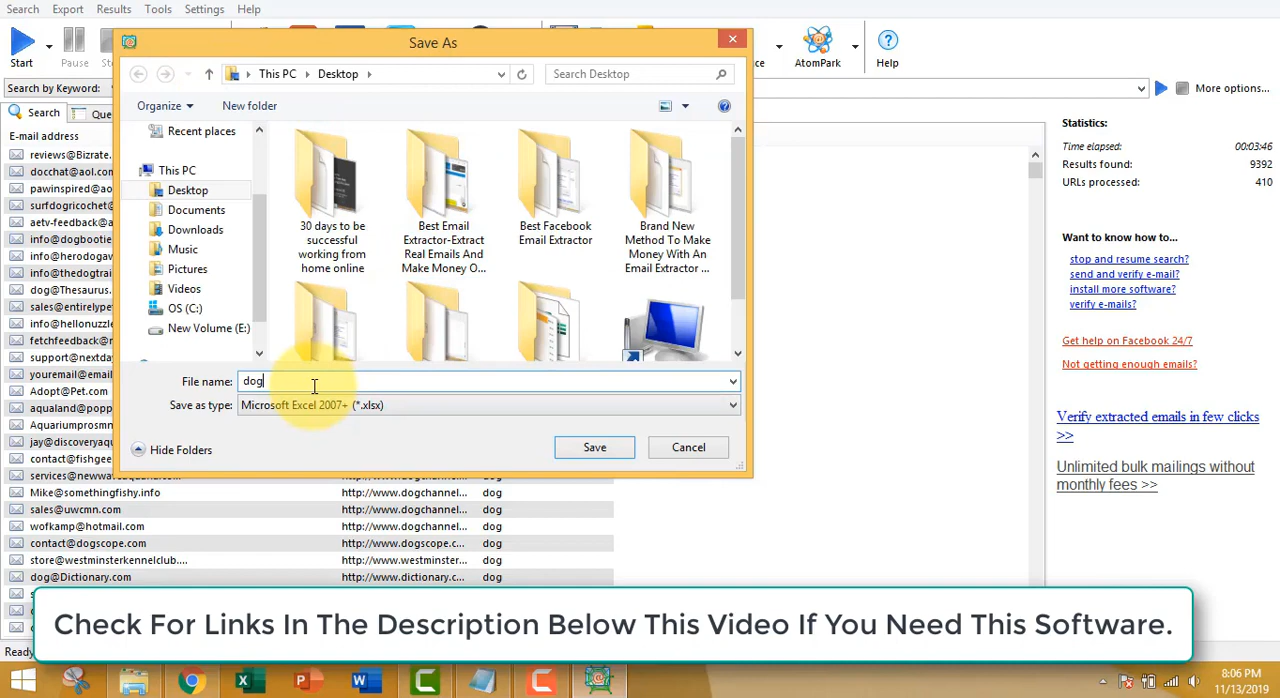 Search Export Results Tools Settings Help
Start Pause AtomPark Help
Save As
This PC Desktop Search Desktop
Search by Keyword: More options...
Organize New folder
Search Que
E-mail address
Recent places
This PC
Desktop
Documents
Downloads
Music
Pictures
Videos
OS (C:)
New Volume (E:)
30 days to be
successful
working from
home online
Best Email
Extractor-Extract
Real Emails And
Make Money O...
Best Facebook
Email Extractor
Brand New
Method To Make
Money With An
Email Extractor ...
File name: dog
Save as type: Microsoft Excel 2007+ (*.xlsx)
Hide Folders Save Cancel
reviews@Bizrate.
docchat@aol.com
pawinspired@ao
surfdogricochet@
aetv-feedback@a
info@dogbootie
info@herodogaw
info@thedogtrai
dog@Thesaurus.
sales@entirelypet
info@hellonuzzle
fetchfeedback@
support@nextday
youremail@email
Adopt@Pet.com
aqualand@popp
Aquariumprosmn
jay@discoveryaqu
contact@fishgee
services@newwav
Mike@somethingfishy.info http://www.dogchannel... dog
sales@uwcmn.com http://www.dogchannel... dog
wofkamp@hotmail.com http://www.dogchannel... dog
contact@dogscope.com http://www.dogscope.c... dog
store@westminsterkennelclub.... http://www.westminster... dog
dog@Dictionary.com http://www.dictionary.c... dog
Statistics:
Time elapsed: 00:03:46
Results found: 9392
URLs processed: 410
Want to know how to...
stop and resume search?
send and verify e-mail?
install more software?
verify e-mails?
Get help on Facebook 24/7
Not getting enough emails?
Verify extracted emails in few clicks
>>
Unlimited bulk mailings without
monthly fees >>
Check For Links In The Description Below This Video If You Need This Software.
Ready
8:06 PM
11/13/2019